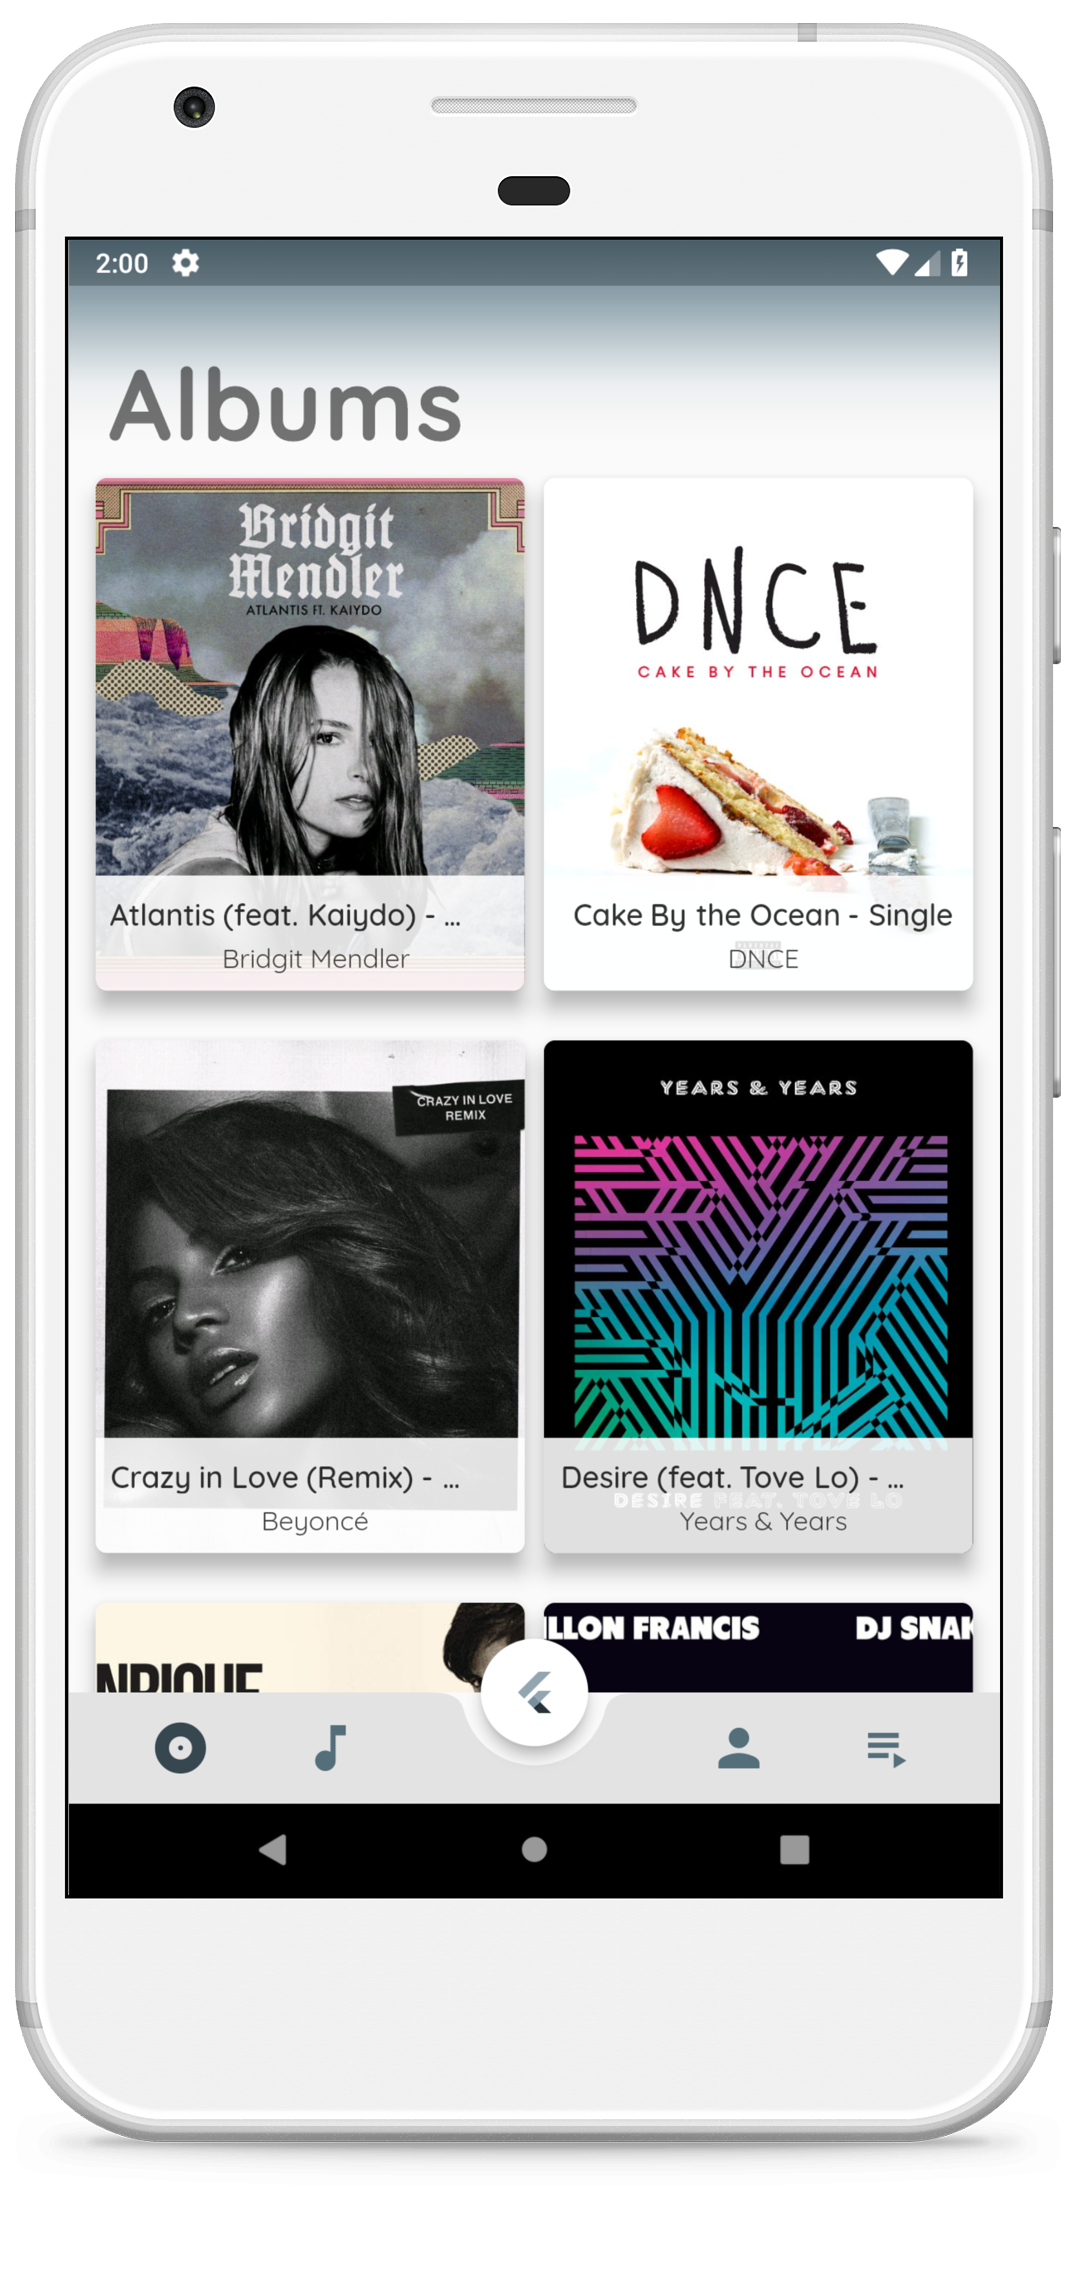 2:00
Albums
Bridgit
Mendler
ATLANTIS FT. KAIYDO
DNCE
CAKE BY THE OCEAN
Atlantis (feat. Kaiydo) - ...
Bridgit Mendler
Cake By the Ocean - Single
DNCE
CRAZY IN LOVE
REMIX
YEARS & YEARS
Crazy in Love (Remix) - ...
Beyoncé
Desire (feat. Tove Lo) - ...
DESIRE FEAT. TOVE LO
Years & Years
NRIQUE
ILLON FRANCIS DJ SNAK